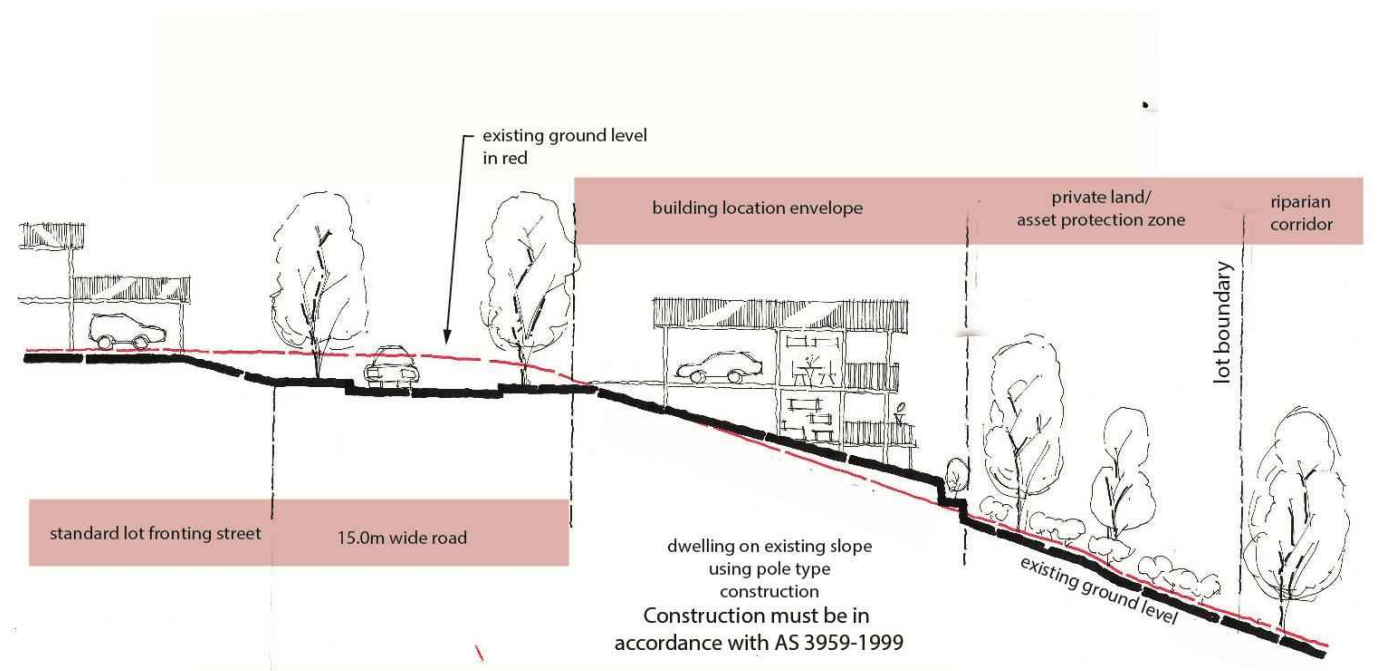 existing ground level
in red
building location envelope
private land/
asset protection zone
riparian
corridor
lot boundary
standard lot fronting street
15.0m wide road
dwelling on existing slope
using pole type
construction
Construction must be in
accordance with AS 3959-1999
existing ground level